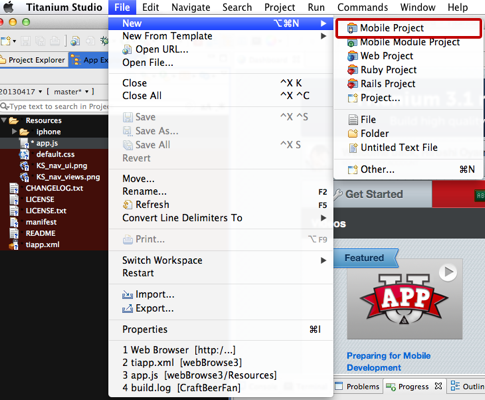 Titanium Studio File Edit Navigate Search Project Run Commands Window Help
New ⌥⌘N
New From Template
Open URL...
Open File...
Close ^X K
Close All ^X ^C
Save ^X ^S
Save As...
Save All ^X S
Revert
Move...
Rename... F2
Refresh F5
Convert Line Delimiters To
Print... ⌥F9
Switch Workspace
Restart
Import...
Export...
Properties ⌘I
1 Web Browser [http:/...]
2 tiapp.xml [webBrowse3]
3 app.js [webBrowse3/Resources]
4 build.log [CraftBeerFan]
Mobile Project
Mobile Module Project
Web Project
Ruby Project
Rails Project
Project...
File
Folder
Untitled Text File
Other... ⌘N
Project Explorer App Ex
20130417 [ master* ]
Type text to search in Project
Resources
iphone
* app.js
default.css
KS_nav_ui.png
KS_nav_views.png
CHANGELOG.txt
LICENSE
LICENSE.txt
manifest
README
tiapp.xml
3.1
Get Started
os
Featured
APP
U
Preparing for Mobile
Development
Problems Progress Outlin